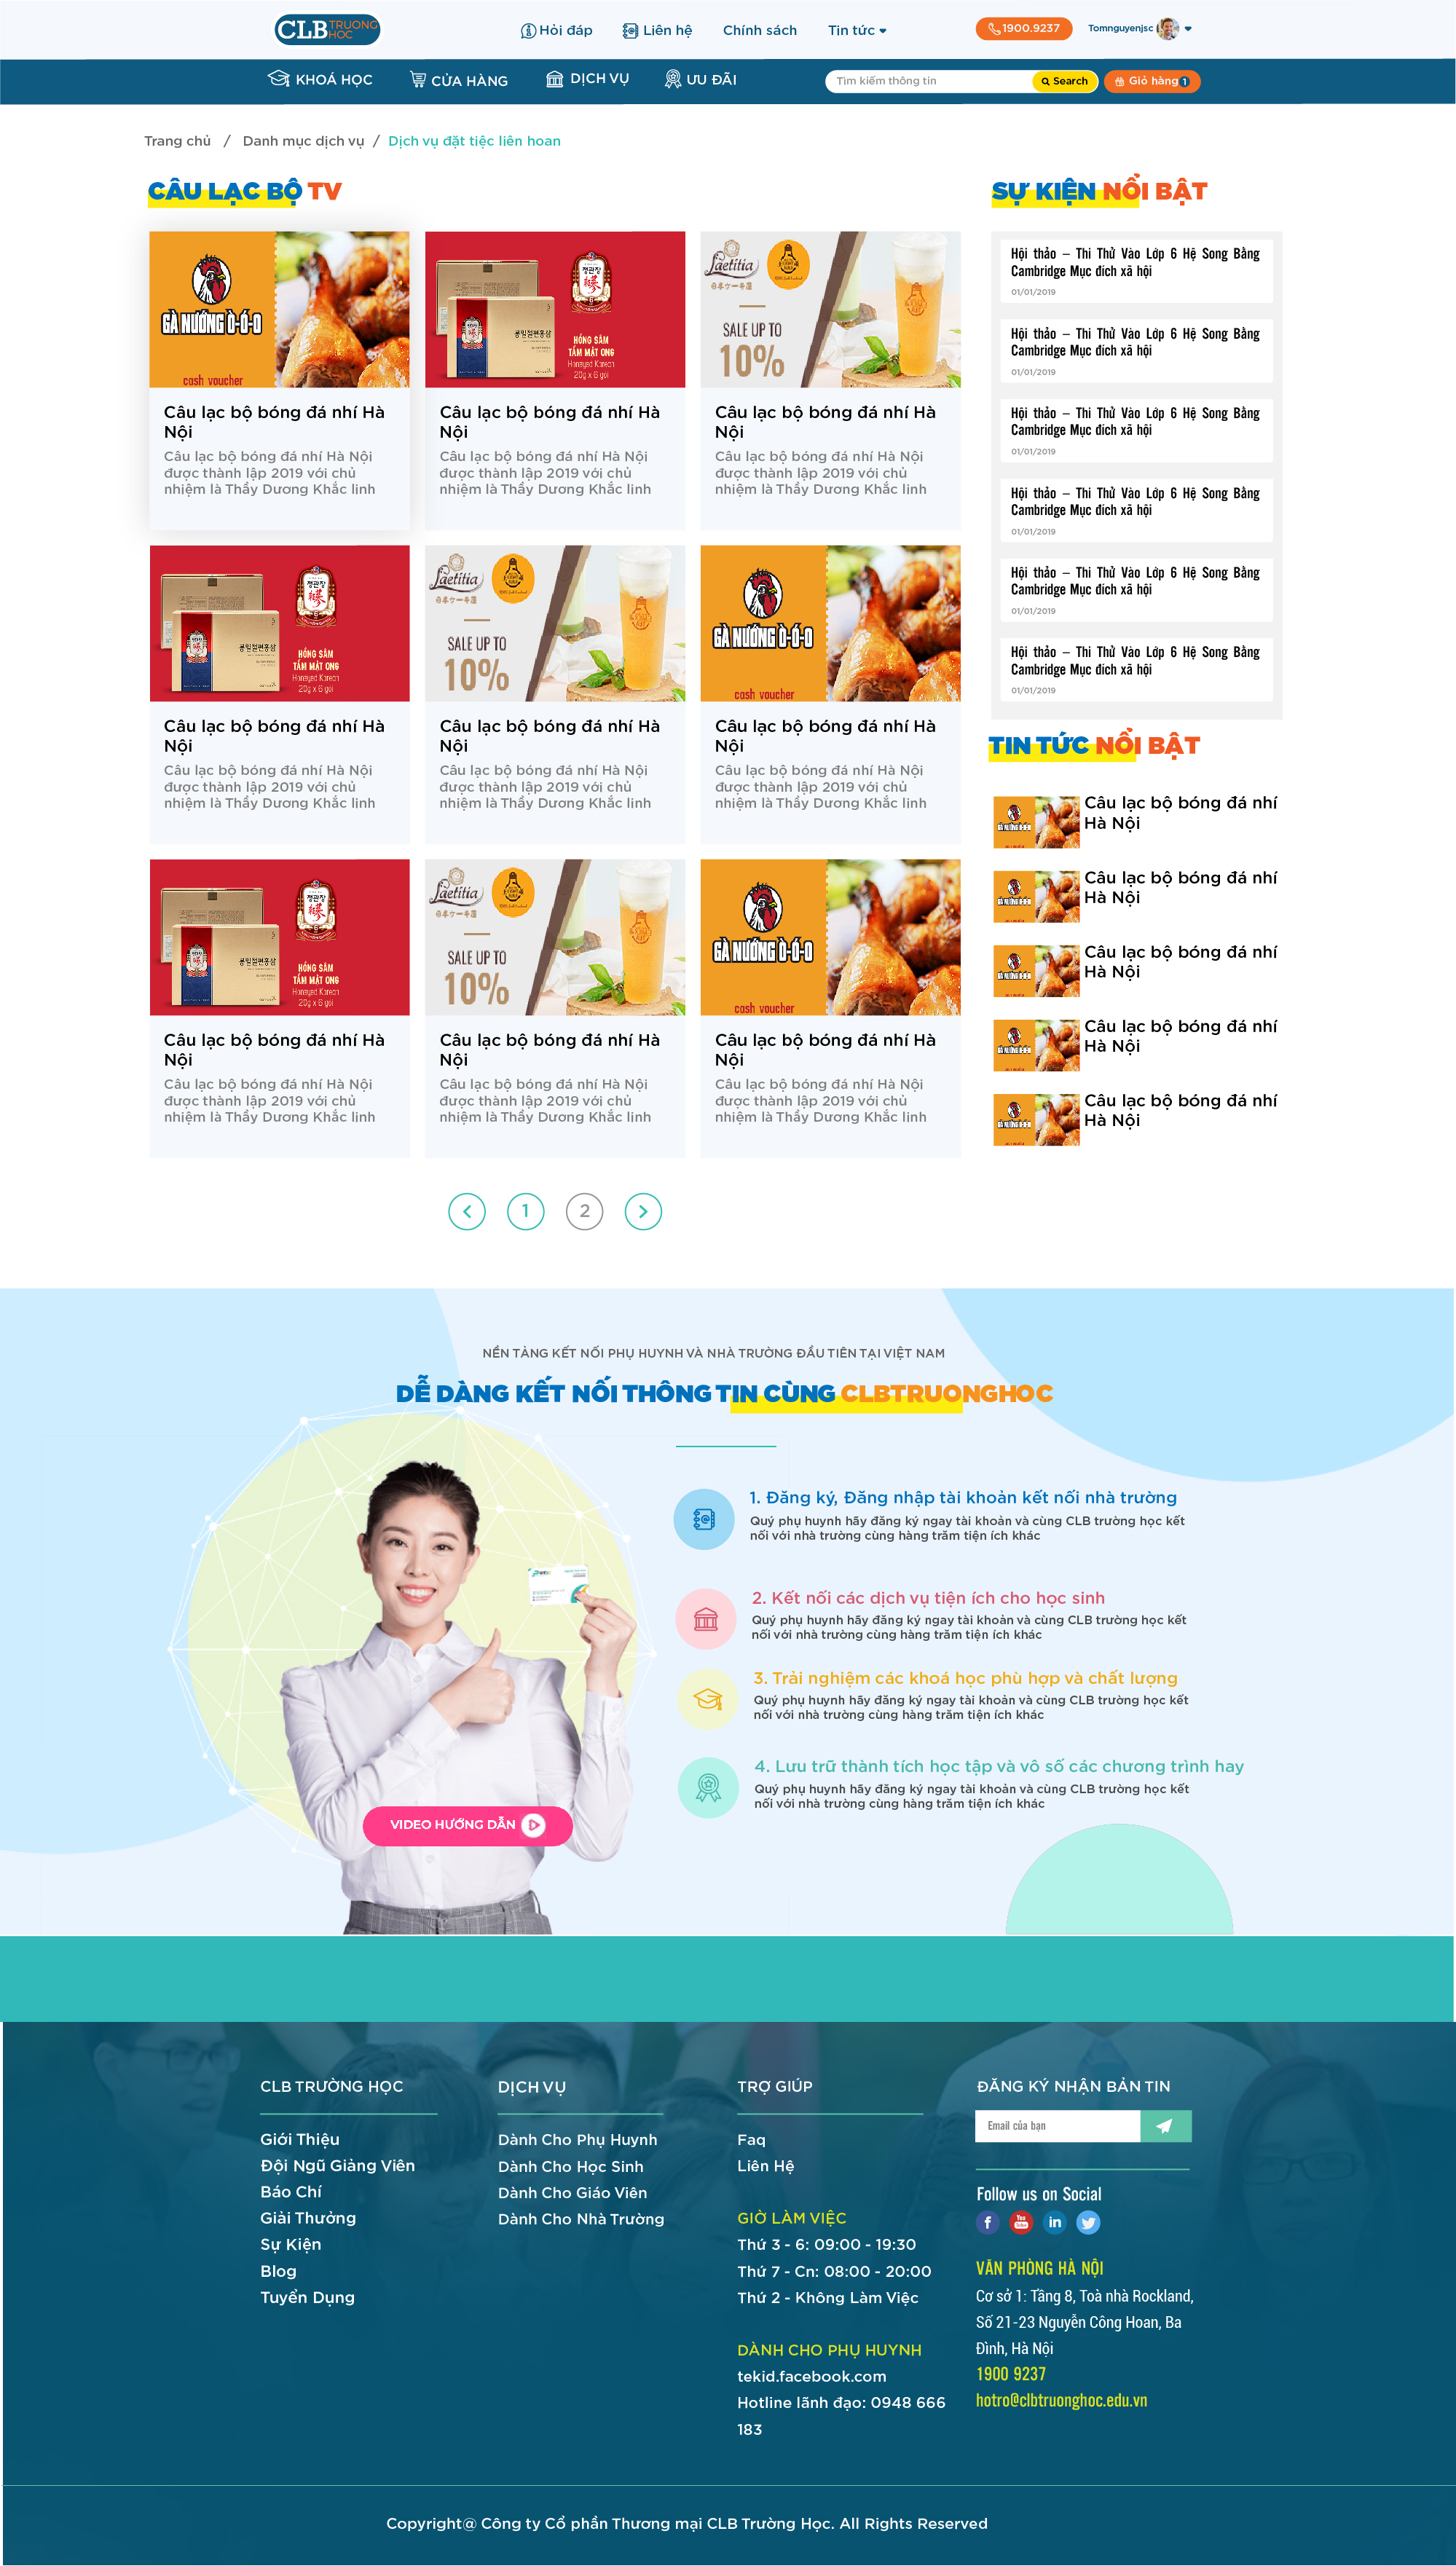 CLB TRUONG HOC
Hỏi đáp
Liên hệ
Chính sách
Tin tức
1900.9237
Tomnguyenjsc
KHOÁ HỌC
CỬA HÀNG
DỊCH VỤ
ƯU ĐÃI
Tìm kiếm thông tin
Search
Giỏ hàng 1
Trang chủ / Danh mục dịch vụ / Dịch vụ đặt tiệc liên hoan
CÂU LẠC BỘ TV
GÀ NƯỚNG Ò-Ó-O
cash voucher
Câu lạc bộ bóng đá nhí Hà
Nội
Câu lạc bộ bóng đá nhí Hà Nội
được thành lập 2019 với chủ
nhiệm là Thầy Dương Khắc linh
정관장
봉밀절편홍삼
HỒNG SÂM
TẨM MẬT ONG
Honeyed Korean
20g x 6 gói
Câu lạc bộ bóng đá nhí Hà
Nội
Câu lạc bộ bóng đá nhí Hà Nội
được thành lập 2019 với chủ
nhiệm là Thầy Dương Khắc linh
Laetitia
SALE UP TO
10%
Câu lạc bộ bóng đá nhí Hà
Nội
Câu lạc bộ bóng đá nhí Hà Nội
được thành lập 2019 với chủ
nhiệm là Thầy Dương Khắc linh
정관장
봉밀절편홍삼
HỒNG SÂM
TẨM MẬT ONG
Honeyed Korean
20g x 6 gói
Câu lạc bộ bóng đá nhí Hà
Nội
Câu lạc bộ bóng đá nhí Hà Nội
được thành lập 2019 với chủ
nhiệm là Thầy Dương Khắc linh
Laetitia
SALE UP TO
10%
Câu lạc bộ bóng đá nhí Hà
Nội
Câu lạc bộ bóng đá nhí Hà Nội
được thành lập 2019 với chủ
nhiệm là Thầy Dương Khắc linh
GÀ NƯỚNG Ò-Ó-O
cash voucher
Câu lạc bộ bóng đá nhí Hà
Nội
Câu lạc bộ bóng đá nhí Hà Nội
được thành lập 2019 với chủ
nhiệm là Thầy Dương Khắc linh
정관장
봉밀절편홍삼
HỒNG SÂM
TẨM MẬT ONG
Honeyed Korean
20g x 6 gói
Câu lạc bộ bóng đá nhí Hà
Nội
Câu lạc bộ bóng đá nhí Hà Nội
được thành lập 2019 với chủ
nhiệm là Thầy Dương Khắc linh
Laetitia
SALE UP TO
10%
Câu lạc bộ bóng đá nhí Hà
Nội
Câu lạc bộ bóng đá nhí Hà Nội
được thành lập 2019 với chủ
nhiệm là Thầy Dương Khắc linh
GÀ NƯỚNG Ò-Ó-O
cash voucher
Câu lạc bộ bóng đá nhí Hà
Nội
Câu lạc bộ bóng đá nhí Hà Nội
được thành lập 2019 với chủ
nhiệm là Thầy Dương Khắc linh
1
2
SỰ KIỆN NỔI BẬT
Hội thảo – Thi Thử Vào Lớp 6 Hệ Song Bằng
Cambridge Mục đích xã hội
01/01/2019
Hội thảo – Thi Thử Vào Lớp 6 Hệ Song Bằng
Cambridge Mục đích xã hội
01/01/2019
Hội thảo – Thi Thử Vào Lớp 6 Hệ Song Bằng
Cambridge Mục đích xã hội
01/01/2019
Hội thảo – Thi Thử Vào Lớp 6 Hệ Song Bằng
Cambridge Mục đích xã hội
01/01/2019
Hội thảo – Thi Thử Vào Lớp 6 Hệ Song Bằng
Cambridge Mục đích xã hội
01/01/2019
Hội thảo – Thi Thử Vào Lớp 6 Hệ Song Bằng
Cambridge Mục đích xã hội
01/01/2019
TIN TỨC NỔI BẬT
GÀ NƯỚNG Ò-Ó-O
Câu lạc bộ bóng đá nhí
Hà Nội
GÀ NƯỚNG Ò-Ó-O
Câu lạc bộ bóng đá nhí
Hà Nội
GÀ NƯỚNG Ò-Ó-O
Câu lạc bộ bóng đá nhí
Hà Nội
GÀ NƯỚNG Ò-Ó-O
Câu lạc bộ bóng đá nhí
Hà Nội
GÀ NƯỚNG Ò-Ó-O
Câu lạc bộ bóng đá nhí
Hà Nội
NỀN TẢNG KẾT NỐI PHỤ HUYNH VÀ NHÀ TRƯỜNG ĐẦU TIÊN TẠI VIỆT NAM
DỄ DÀNG KẾT NỐI THÔNG TIN CÙNG CLBTRUONGHOC
1. Đăng ký, Đăng nhập tài khoản kết nối nhà trường
Quý phụ huynh hãy đăng ký ngay tài khoản và cùng CLB trường học kết
nối với nhà trường cùng hàng trăm tiện ích khác
2. Kết nối các dịch vụ tiện ích cho học sinh
Quý phụ huynh hãy đăng ký ngay tài khoản và cùng CLB trường học kết
nối với nhà trường cùng hàng trăm tiện ích khác
3. Trải nghiệm các khoá học phù hợp và chất lượng
Quý phụ huynh hãy đăng ký ngay tài khoản và cùng CLB trường học kết
nối với nhà trường cùng hàng trăm tiện ích khác
4. Lưu trữ thành tích học tập và vô số các chương trình hay
Quý phụ huynh hãy đăng ký ngay tài khoản và cùng CLB trường học kết
nối với nhà trường cùng hàng trăm tiện ích khác
VIDEO HƯỚNG DẪN
CLB TRƯỜNG HỌC
Giới Thiệu
Đội Ngũ Giảng Viên
Báo Chí
Giải Thưởng
Sự Kiện
Blog
Tuyển Dụng
DỊCH VỤ
Dành Cho Phụ Huynh
Dành Cho Học Sinh
Dành Cho Giáo Viên
Dành Cho Nhà Trường
TRỢ GIÚP
Faq
Liên Hệ
GIỜ LÀM VIỆC
Thứ 3 - 6: 09:00 - 19:30
Thứ 7 - Cn: 08:00 - 20:00
Thứ 2 - Không Làm Việc
DÀNH CHO PHỤ HUYNH
tekid.facebook.com
Hotline lãnh đạo: 0948 666
183
ĐĂNG KÝ NHẬN BẢN TIN
Email của bạn
Follow us on Social
f
You Tube
in
VĂN PHÒNG HÀ NỘI
Cơ sở 1: Tầng 8, Toà nhà Rockland,
Số 21-23 Nguyễn Công Hoan, Ba
Đình, Hà Nội
1900 9237
hotro@clbtruonghoc.edu.vn
Copyright@ Công ty Cổ phần Thương mại CLB Trường Học. All Rights Reserved